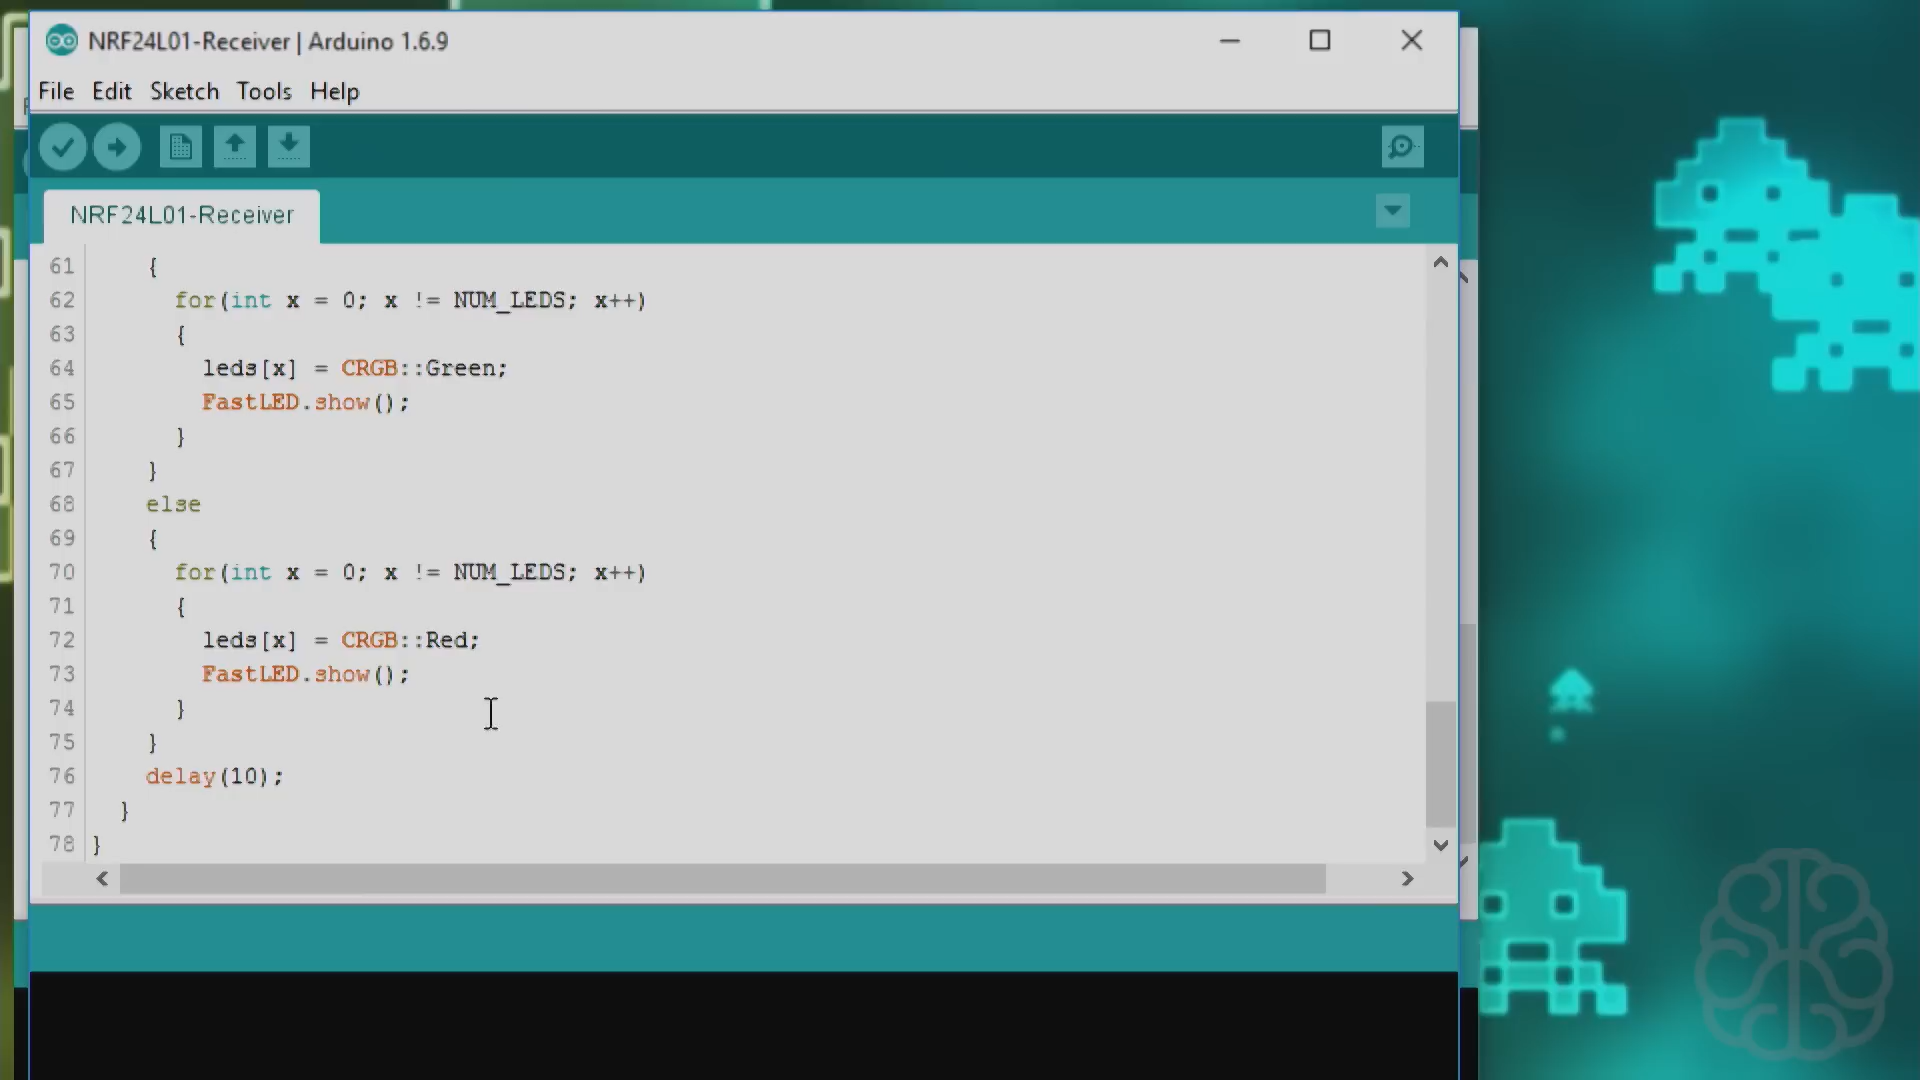 NRF24L01-Receiver | Arduino 1.6.9
File Edit Sketch Tools Help
NRF24L01-Receiver
61 {
62 for(int x = 0; x != NUM_LEDS; x++)
63 {
64 leds[x] = CRGB::Green;
65 FastLED.show();
66 }
67 }
68 else
69 {
70 for(int x = 0; x != NUM_LEDS; x++)
71 {
72 leds[x] = CRGB::Red;
73 FastLED.show();
74 }
75 }
76 delay(10);
77 }
78 }